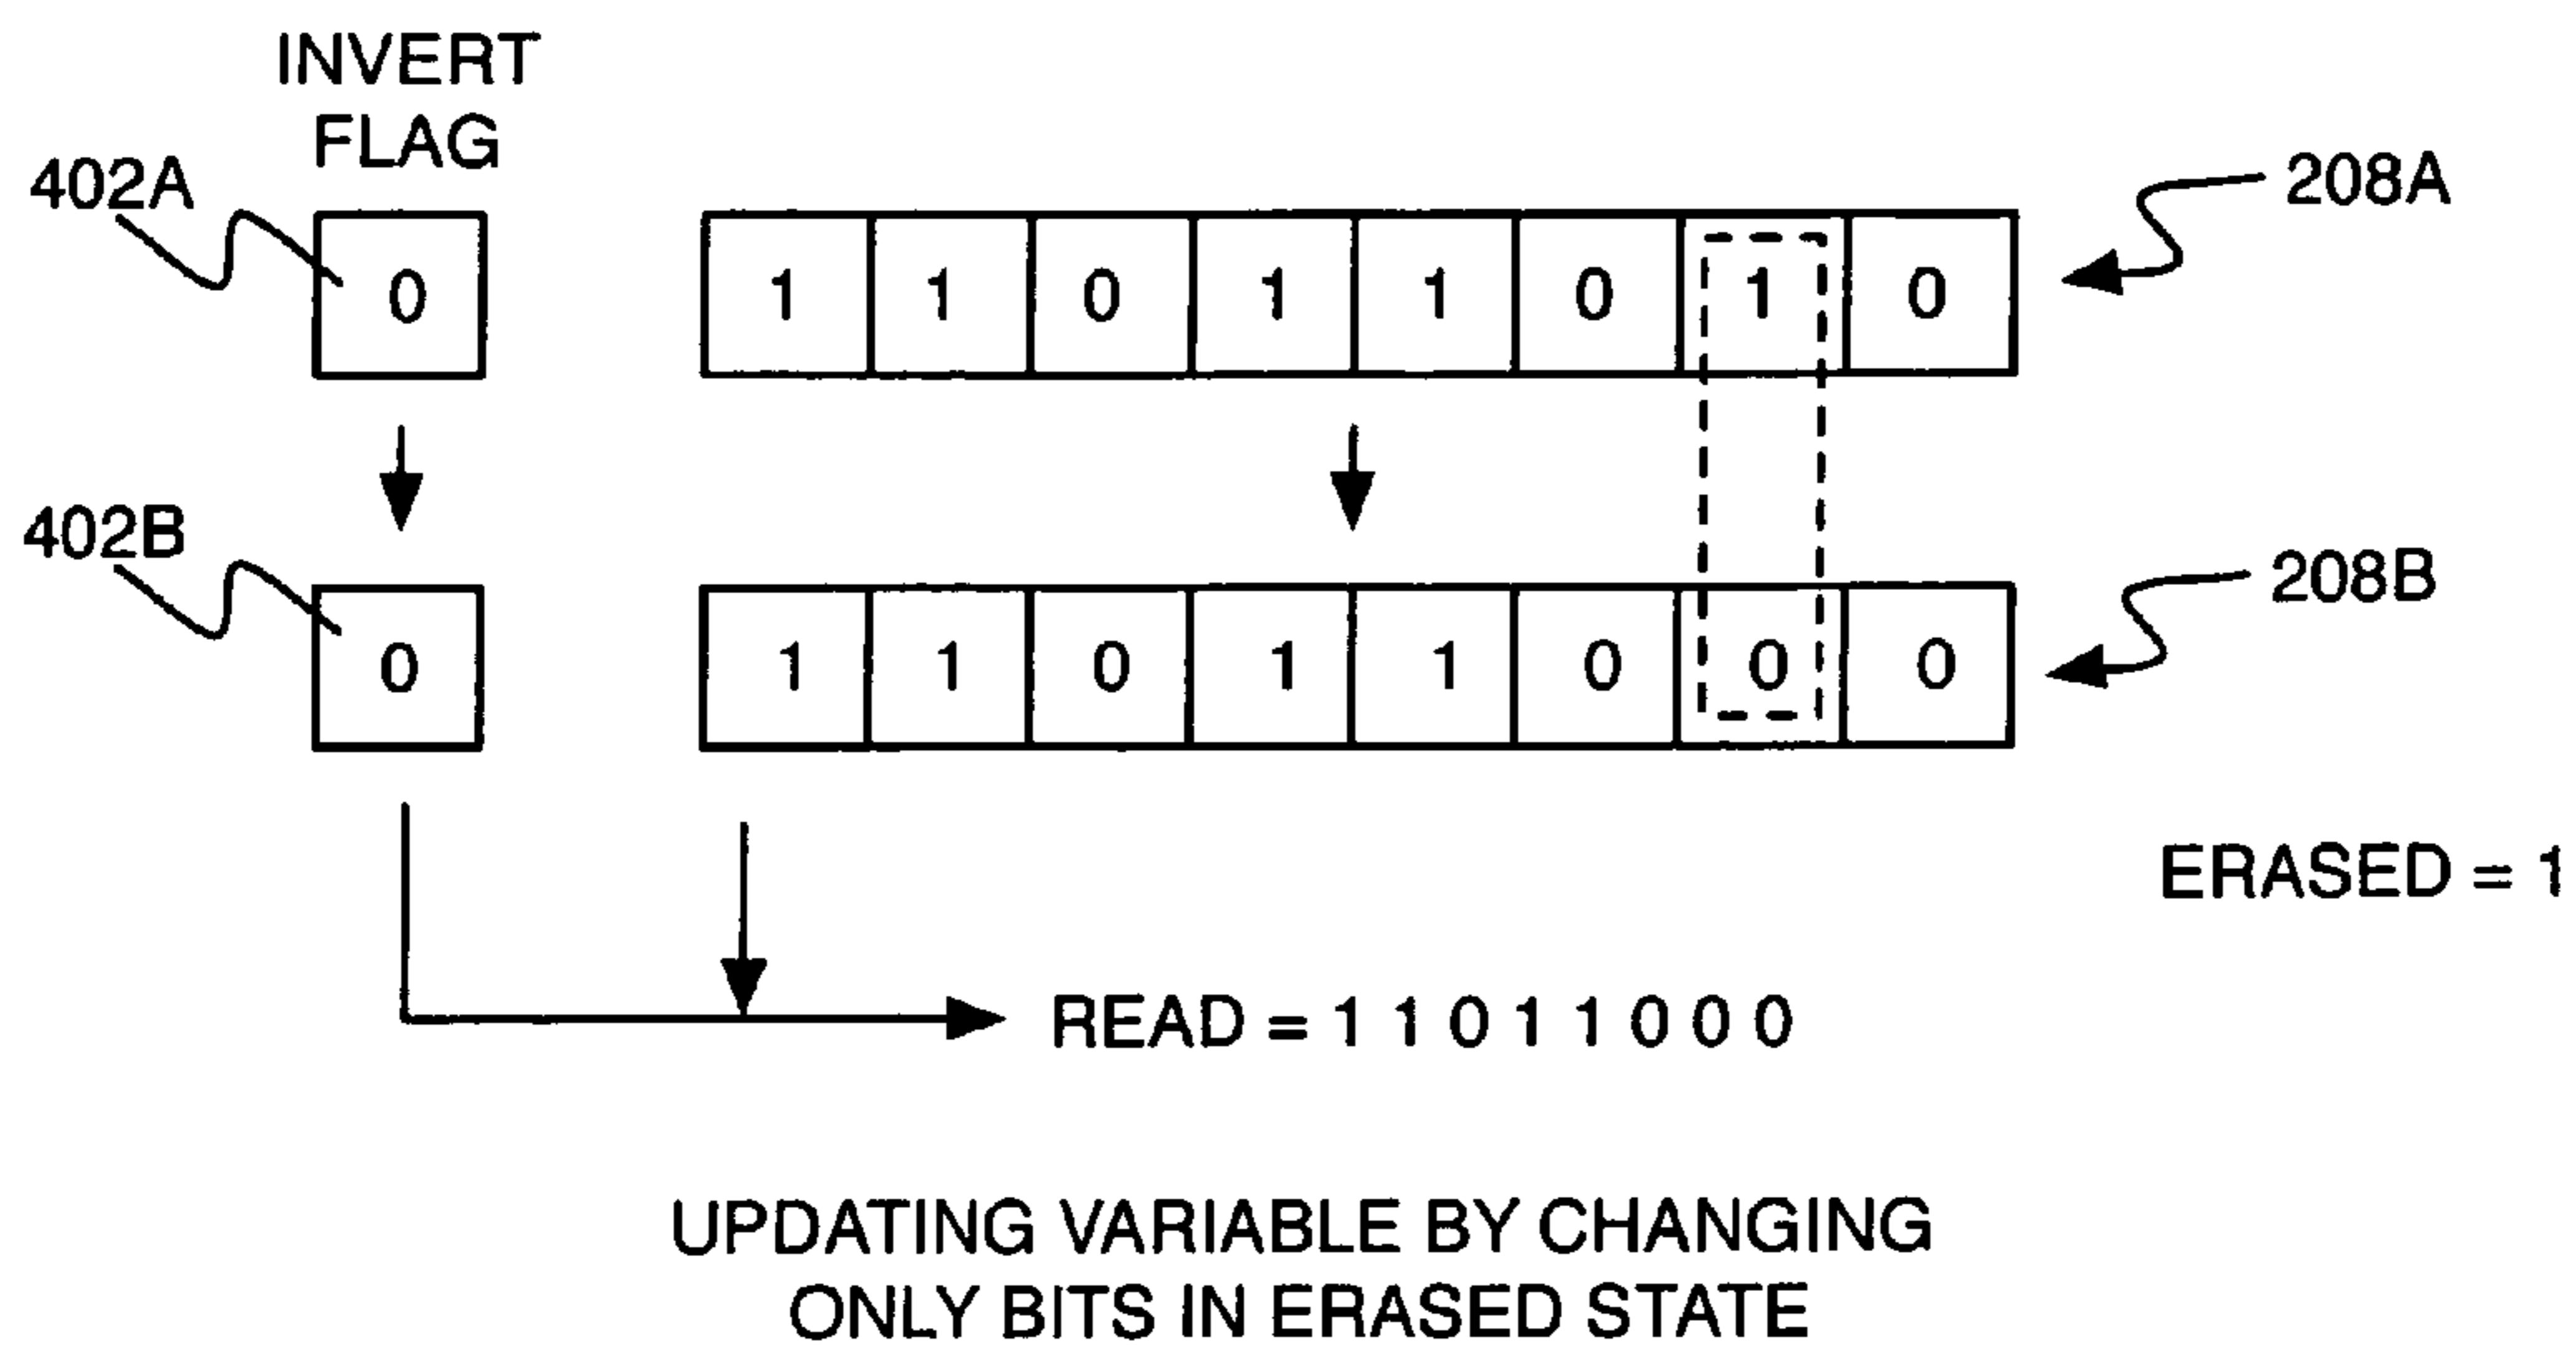 INVERT
FLAG
402A
208A
0
1 1 0 1 1 0 1 0
402B
208B
0
1 1 0 1 1 0 0 0
ERASED = 1
READ = 1 1 0 1 1 0 0 0
UPDATING VARIABLE BY CHANGING
ONLY BITS IN ERASED STATE